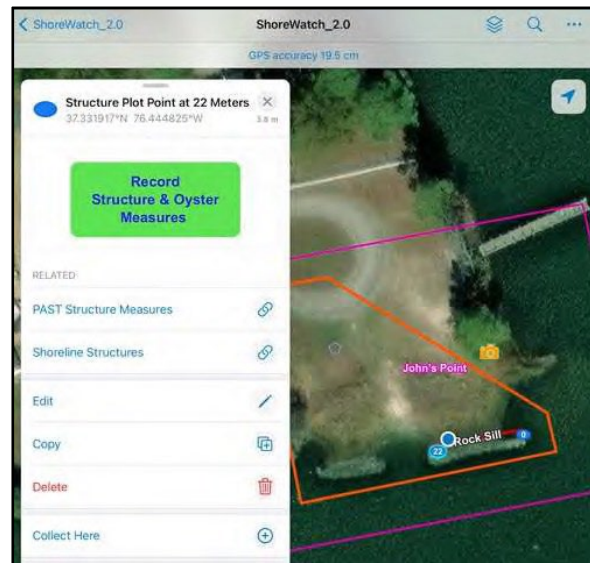 ShoreWatch_2.0
ShoreWatch_2.0
GPS accuracy 19.5 cm
Structure Plot Point at 22 Meters
37.331917°N 76.444825°W
3.8 m
Record
Structure & Oyster
Measures
RELATED
PAST Structure Measures
Shoreline Structures
Edit
Copy
Delete
Collect Here
John's Point
Rock Sill
0
22